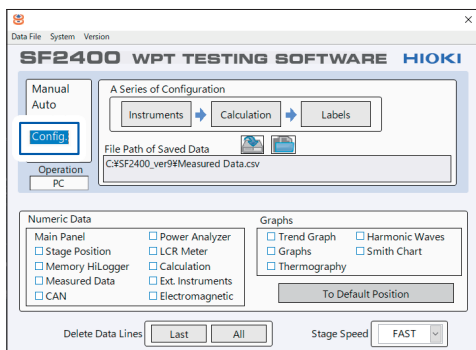 Data File System Version
SF2400 WPT TESTING SOFTWARE HIOKI
Manual
Auto
Config.
Operation
PC
A Series of Configuration
Instruments Calculation Labels
File Path of Saved Data
C:¥SF2400_ver9¥Measured Data.csv
Numeric Data
Main Panel
Stage Position
Memory HiLogger
Measured Data
CAN
Power Analyzer
LCR Meter
Calculation
Ext. Instruments
Electromagnetic
Graphs
Trend Graph
Graphs
Thermography
Harmonic Waves
Smith Chart
To Default Position
Delete Data Lines Last All
Stage Speed FAST